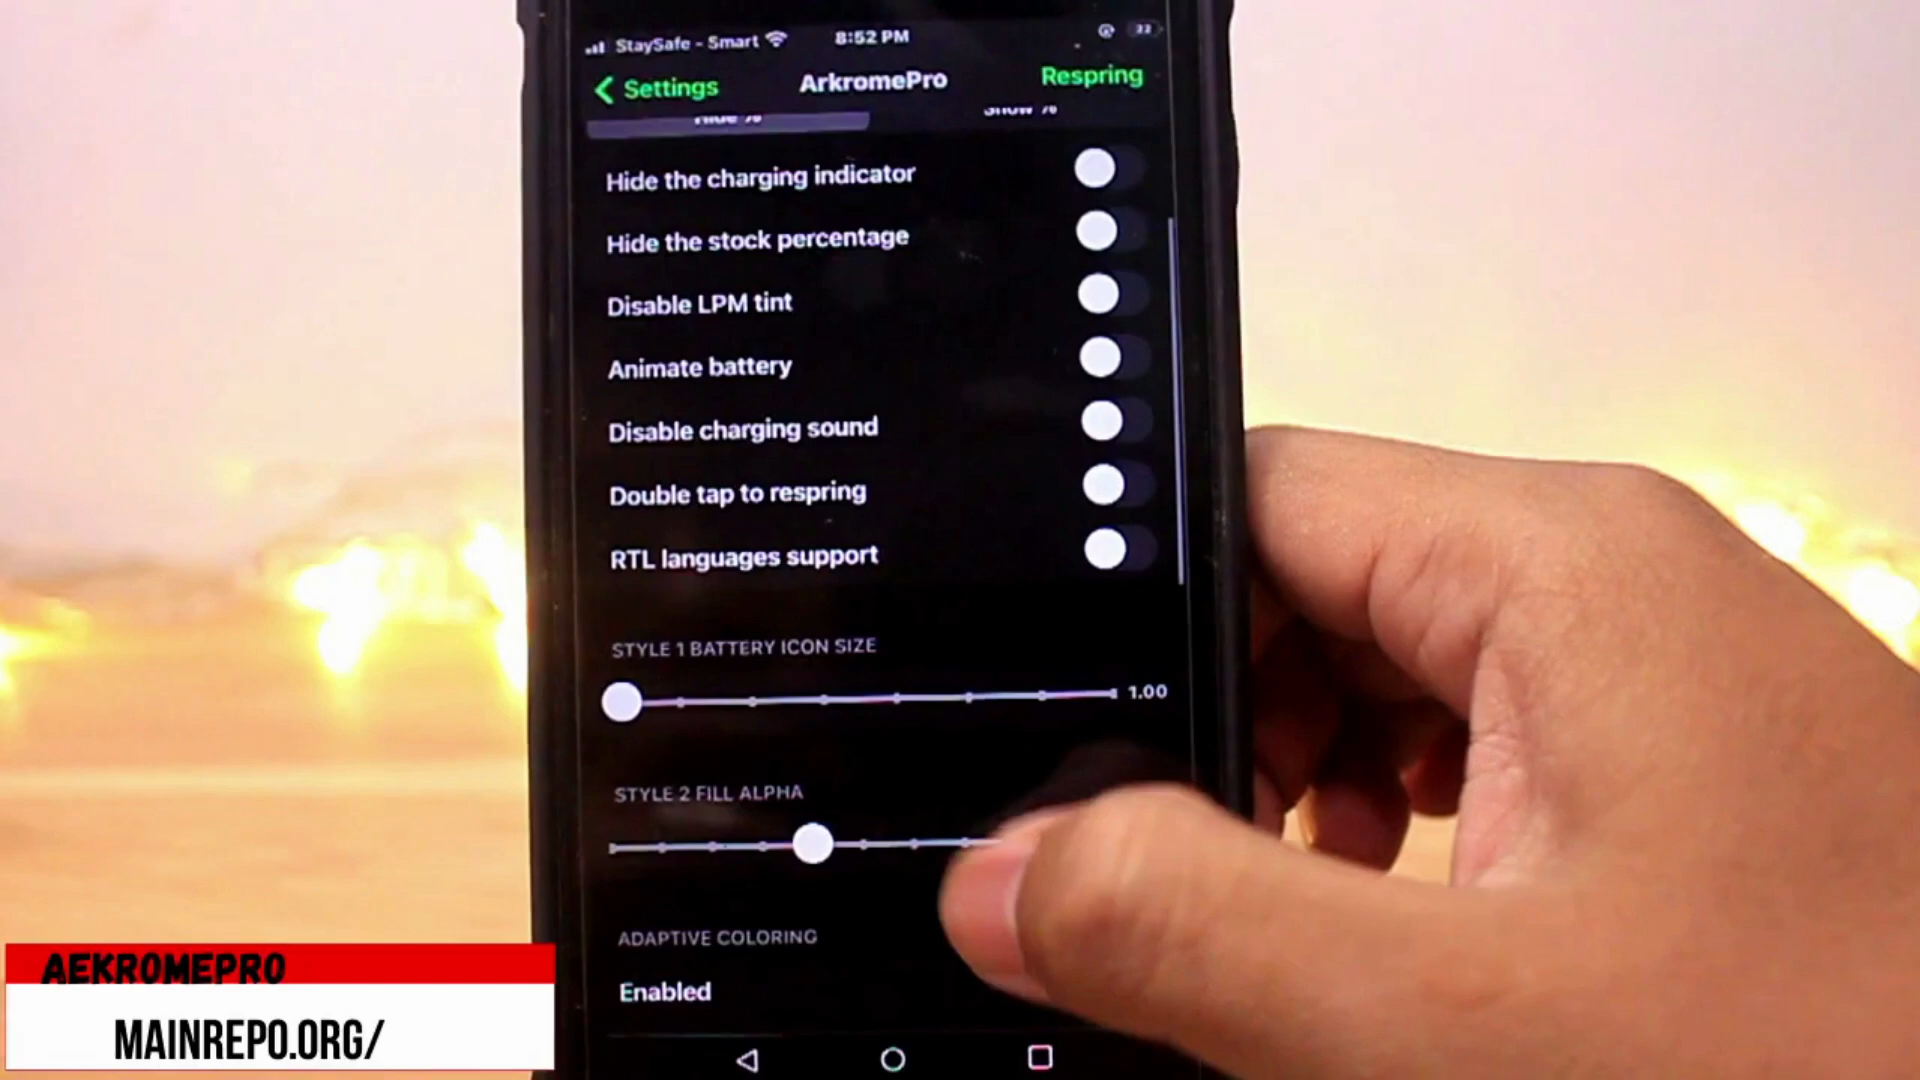 StaySafe - Smart 8:52 PM 22
Settings ArkromePro Respring
Hide % Show %
Hide the charging indicator
Hide the stock percentage
Disable LPM tint
Animate battery
Disable charging sound
Double tap to respring
RTL languages support
STYLE 1 BATTERY ICON SIZE
1.00
STYLE 2 FILL ALPHA
ADAPTIVE COLORING
Enabled
AEKROMEPRO
MAINREPO.ORG/